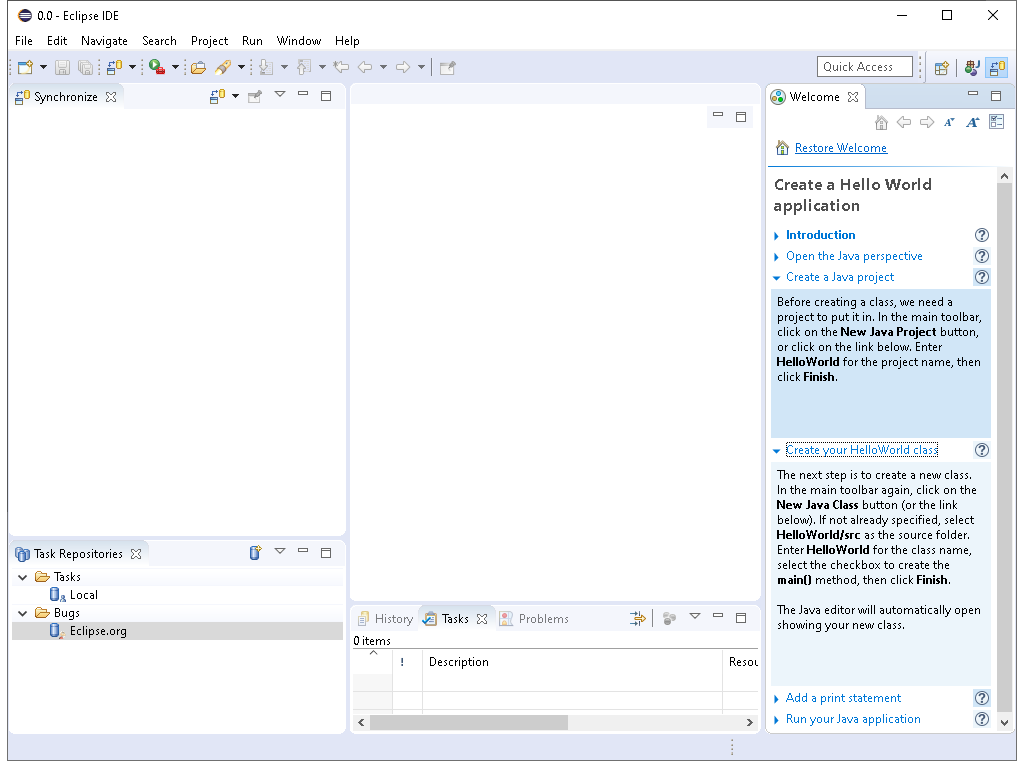 0.0 - Eclipse IDE
File Edit Navigate Search Project Run Window Help
Quick Access
Synchronize
Welcome
Restore Welcome
Create a Hello World
application
Introduction
Open the Java perspective
Create a Java project
Before creating a class, we need a
project to put it in. In the main toolbar,
click on the New Java Project button,
or click on the link below. Enter
HelloWorld for the project name, then
click Finish.
Create your HelloWorld class
The next step is to create a new class.
In the main toolbar again, click on the
New Java Class button (or the link
below). If not already specified, select
HelloWorld/src as the source folder.
Enter HelloWorld for the class name,
select the checkbox to create the
main() method, then click Finish.
The Java editor will automatically open
showing your new class.
Add a print statement
Run your Java application
Task Repositories
Tasks
Local
Bugs
Eclipse.org
History Tasks Problems
0 items
! Description Resou